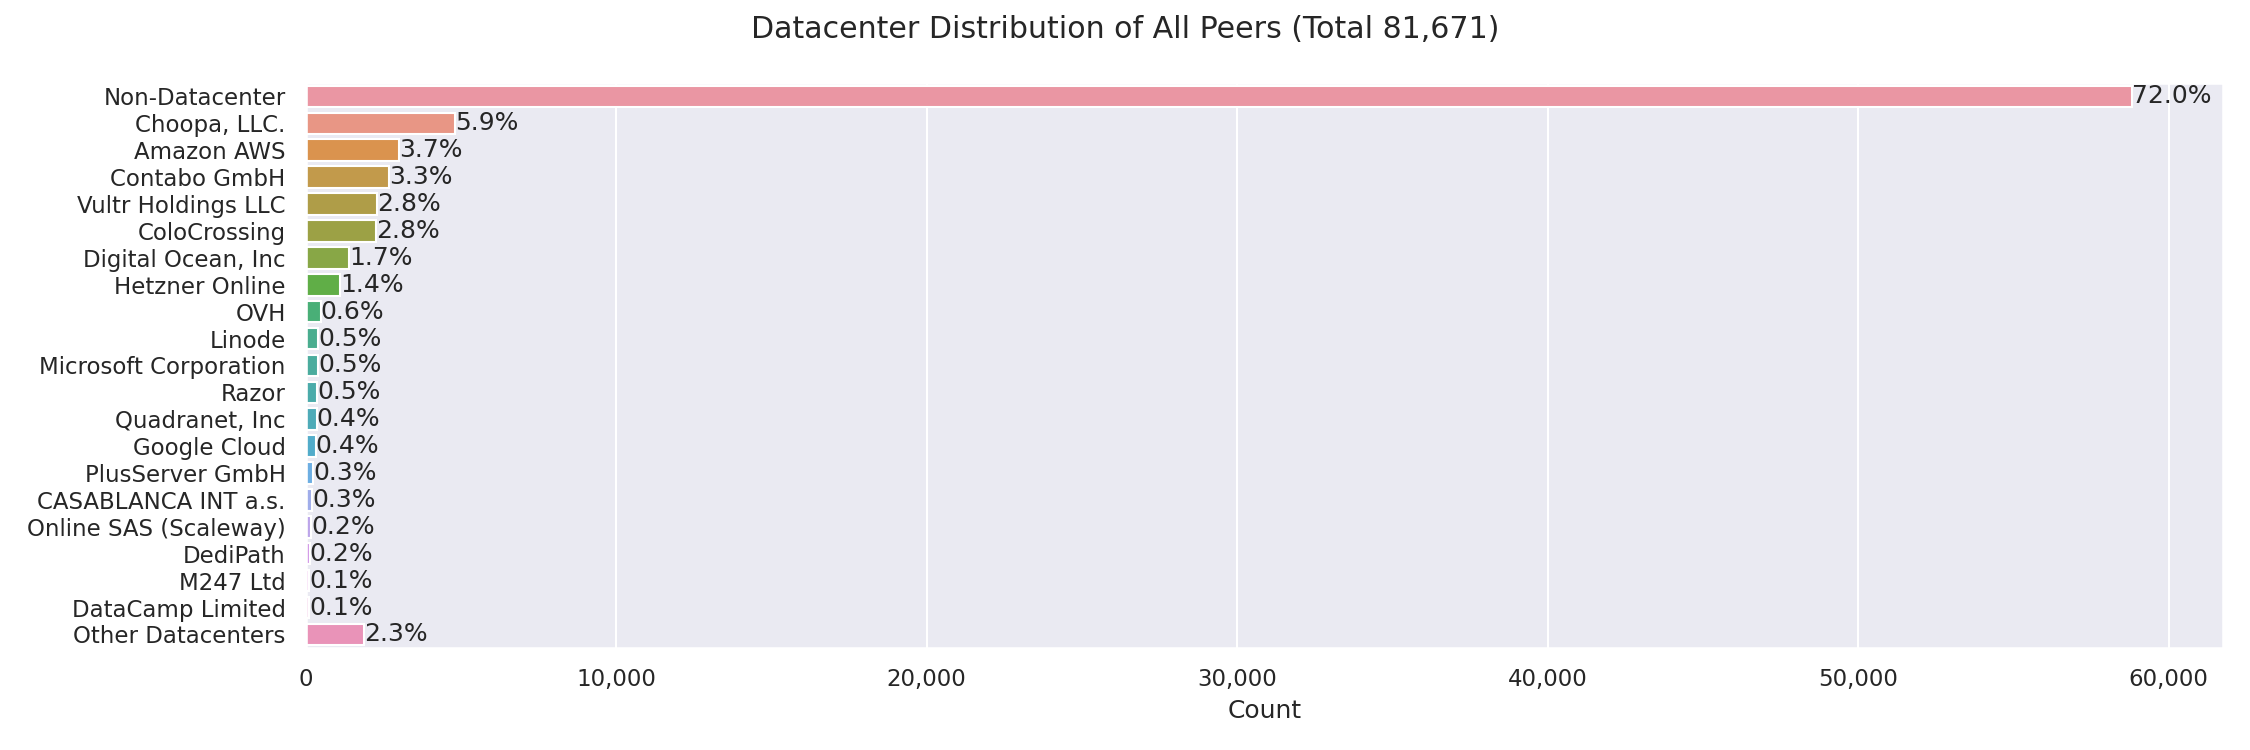 Datacenter Distribution of All Peers (Total 81,671)
Non-Datacenter 72.0%
Choopa, LLC. 5.9%
Amazon AWS 3.7%
Contabo GmbH 3.3%
Vultr Holdings LLC 2.8%
ColoCrossing 2.8%
Digital Ocean, Inc 1.7%
Hetzner Online 1.4%
OVH 0.6%
Linode 0.5%
Microsoft Corporation 0.5%
Razor 0.5%
Quadranet, Inc 0.4%
Google Cloud 0.4%
PlusServer GmbH 0.3%
CASABLANCA INT a.s. 0.3%
Online SAS (Scaleway) 0.2%
DediPath 0.2%
M247 Ltd 0.1%
DataCamp Limited 0.1%
Other Datacenters 2.3%
0 10,000 20,000 30,000 40,000 50,000 60,000
Count